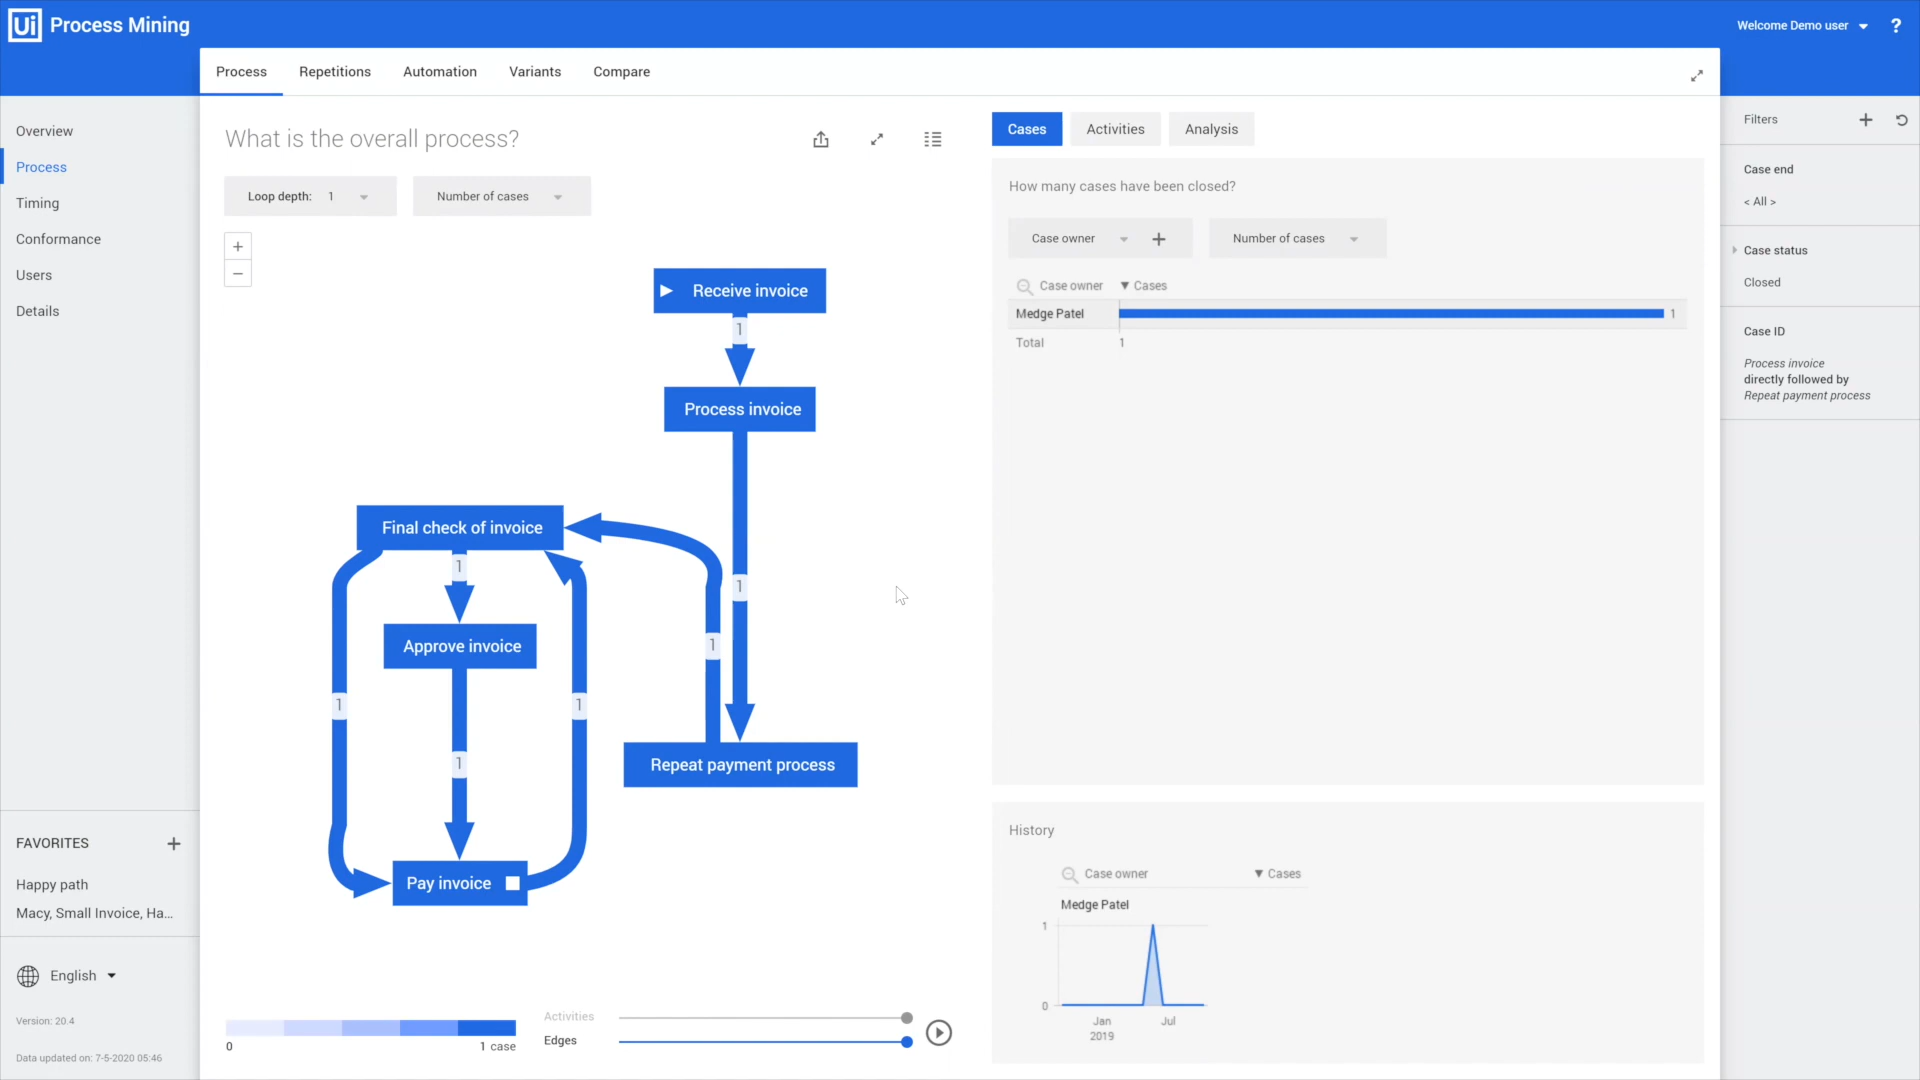 Ui Process Mining
Welcome Demo user
?
Process
Repetitions
Automation
Variants
Compare
Overview
Process
Timing
Conformance
Users
Details
What is the overall process?
Loop depth: 1
Number of cases
+
−
Receive invoice
1
Process invoice
1
Final check of invoice
1
Approve invoice
1
1
1
1
Repeat payment process
Pay invoice
0
1 case
Activities
Edges
Cases
Activities
Analysis
How many cases have been closed?
Case owner
+
Number of cases
Case owner
▼ Cases
Medge Patel
1
Total
1
History
Case owner
▼ Cases
Medge Patel
1
0
Jan
2019
Jul
Filters
+
Case end
< All >
Case status
Closed
Case ID
Process invoice
directly followed by
Repeat payment process
FAVORITES
+
Happy path
Macy, Small Invoice, Ha...
English
Version: 20.4
Data updated on: 7-5-2020 05:46